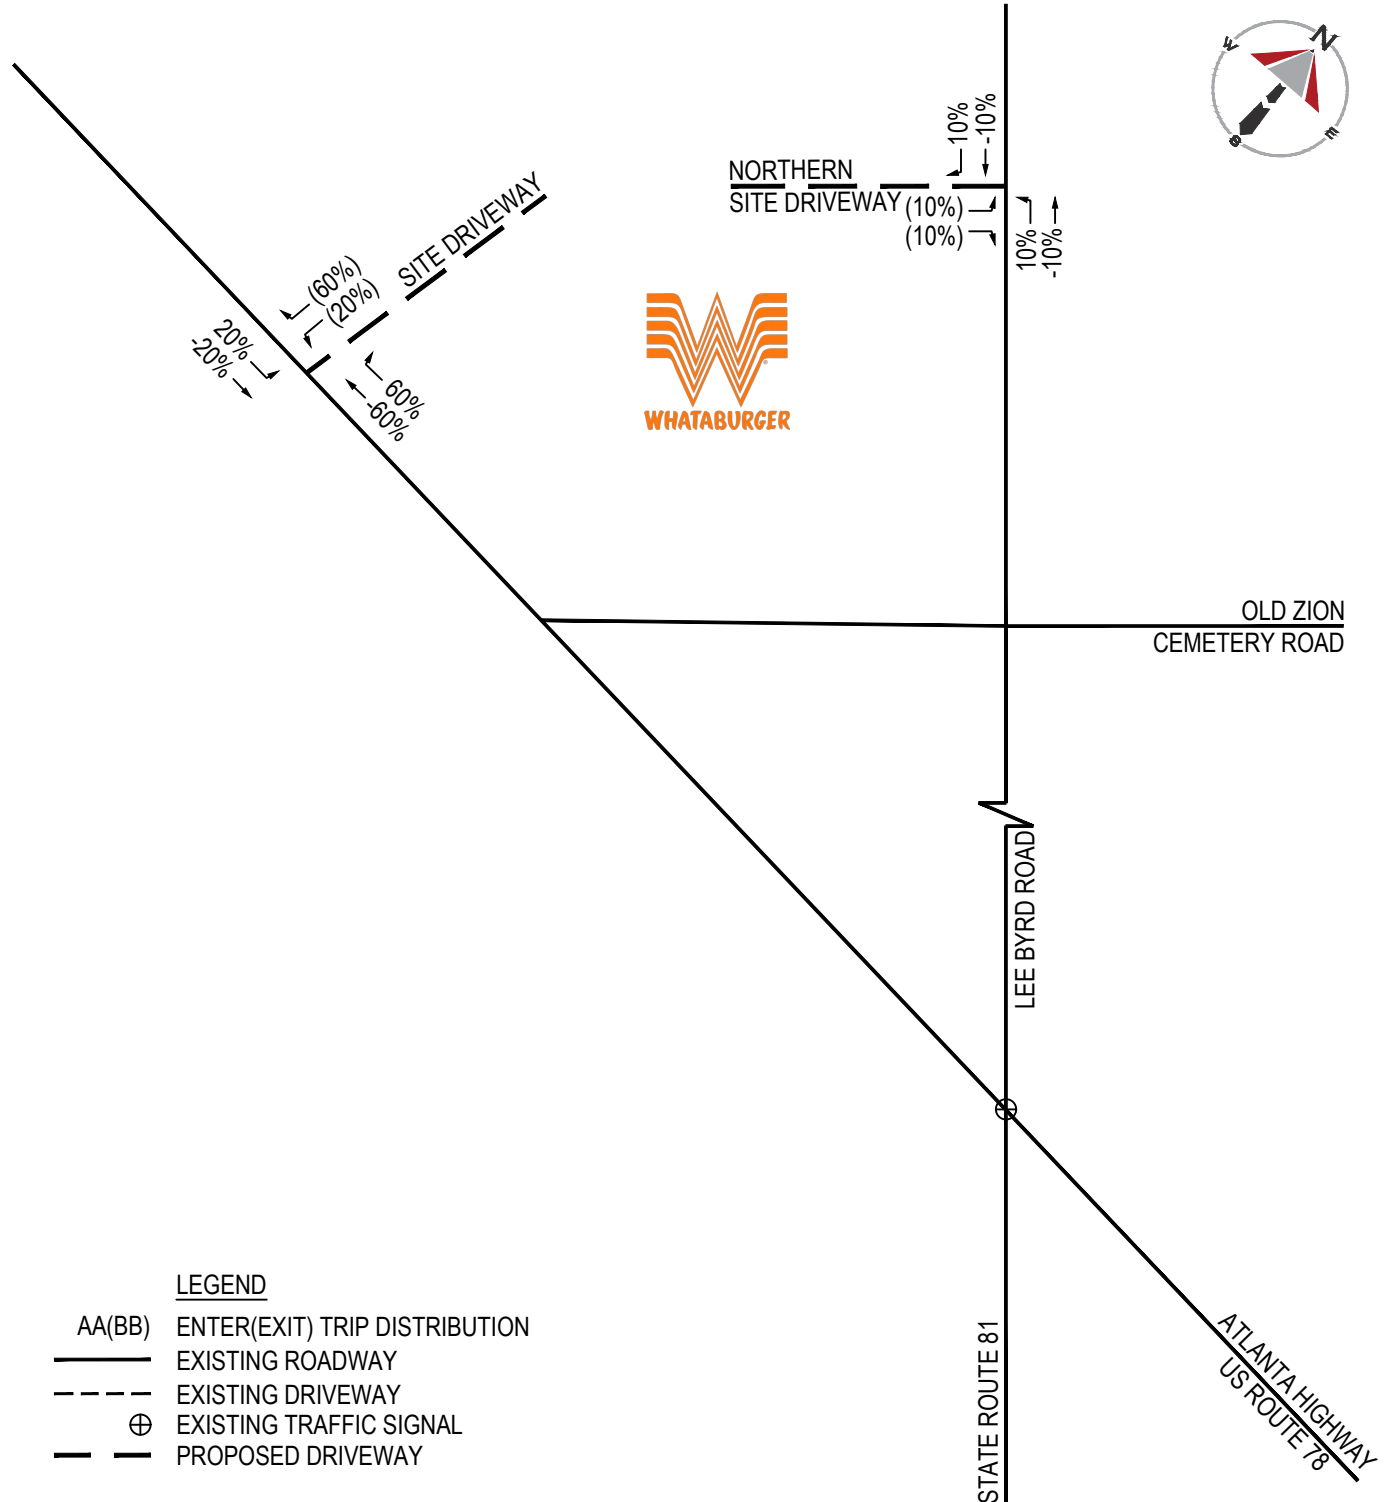 N
W
E
S
10%
-10%
NORTHERN
SITE DRIVEWAY
(10%)
(10%)
10%
-10%
SITE DRIVEWAY
(60%)
(20%)
20%
-20%
60%
-60%
WHATABURGER
OLD ZION
CEMETERY ROAD
LEE BYRD ROAD
STATE ROUTE 81
ATLANTA HIGHWAY
US ROUTE 78
LEGEND
AA(BB) ENTER(EXIT) TRIP DISTRIBUTION
EXISTING ROADWAY
EXISTING DRIVEWAY
EXISTING TRAFFIC SIGNAL
PROPOSED DRIVEWAY